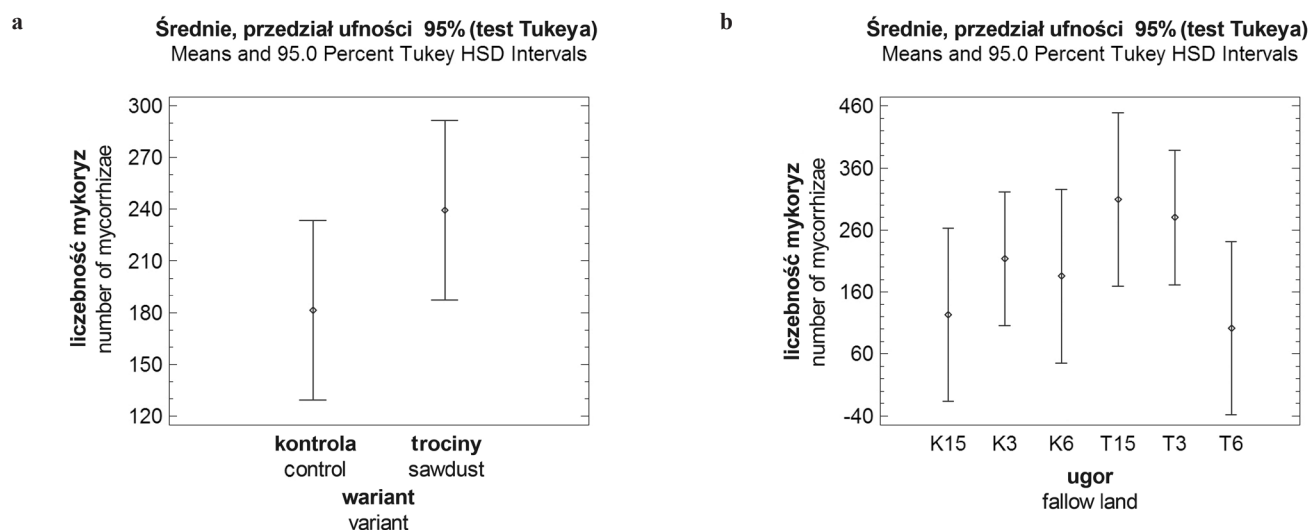 a
Średnie, przedział ufności 95% (test Tukeya)
Means and 95.0 Percent Tukey HSD Intervals
liczebność mykoryz
number of mycorrhizae
300
270
240
210
180
150
120
kontrola trociny
control sawdust
wariant
variant
b
Średnie, przedział ufności 95% (test Tukeya)
Means and 95.0 Percent Tukey HSD Intervals
liczebność mykoryz
number of mycorrhizae
460
360
260
160
60
-40
K15 K3 K6 T15 T3 T6
ugor
fallow land